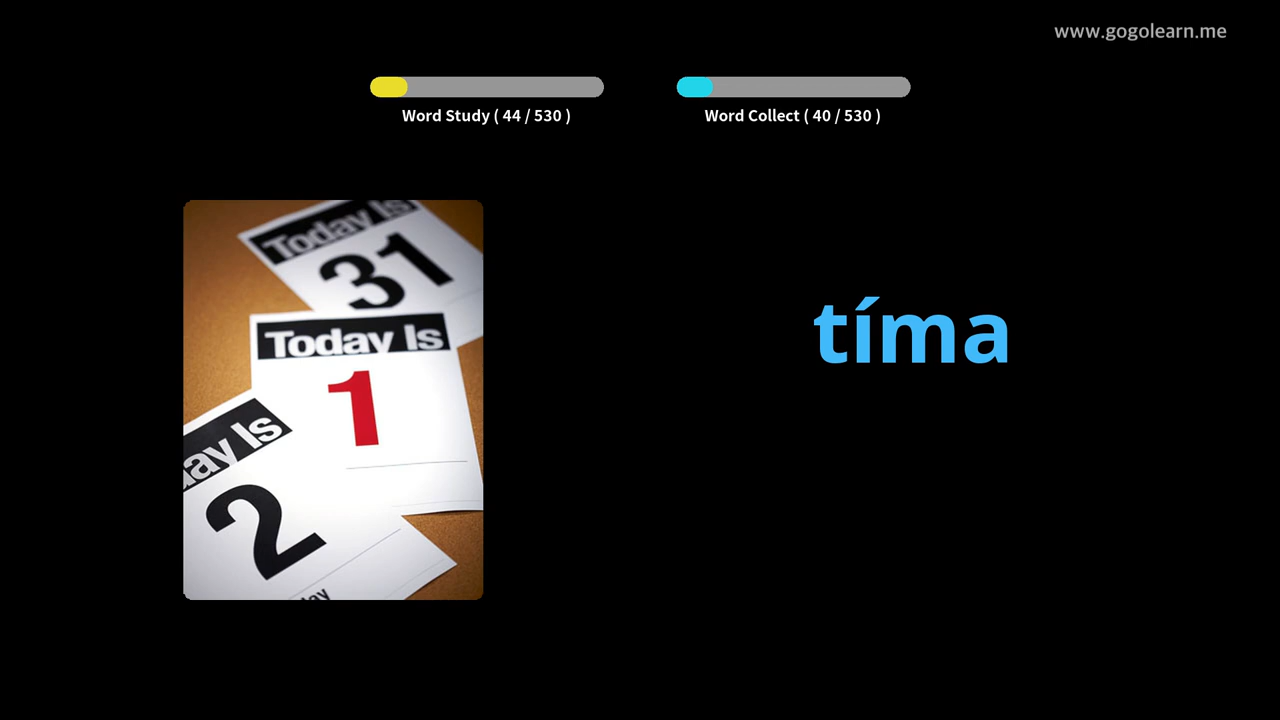 www.gogolearn.me
Word Study ( 44 / 530 )
Word Collect ( 40 / 530 )
Today Is
31
Today Is
1
ay Is
2
ay
tíma